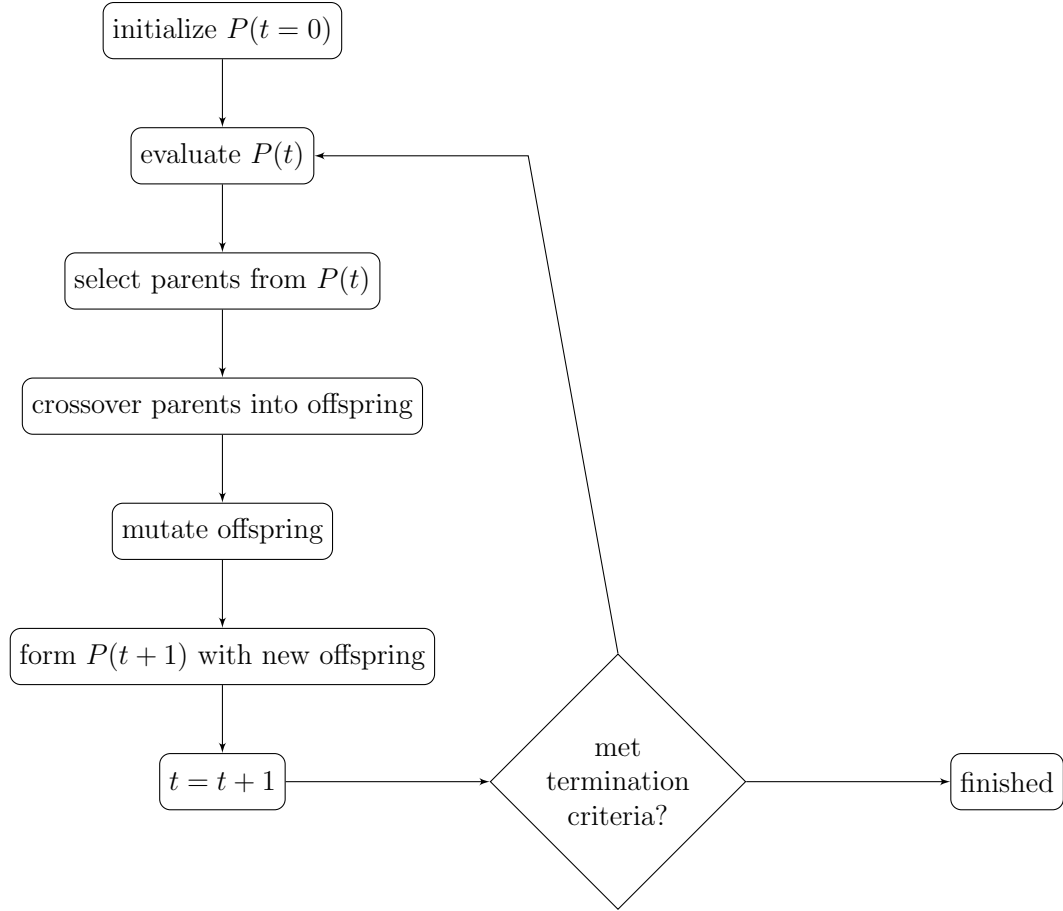 initialize P(t = 0)
evaluate P(t)
select parents from P(t)
crossover parents into offspring
mutate offspring
form P(t + 1) with new offspring
t = t + 1
met
termination
criteria?
finished